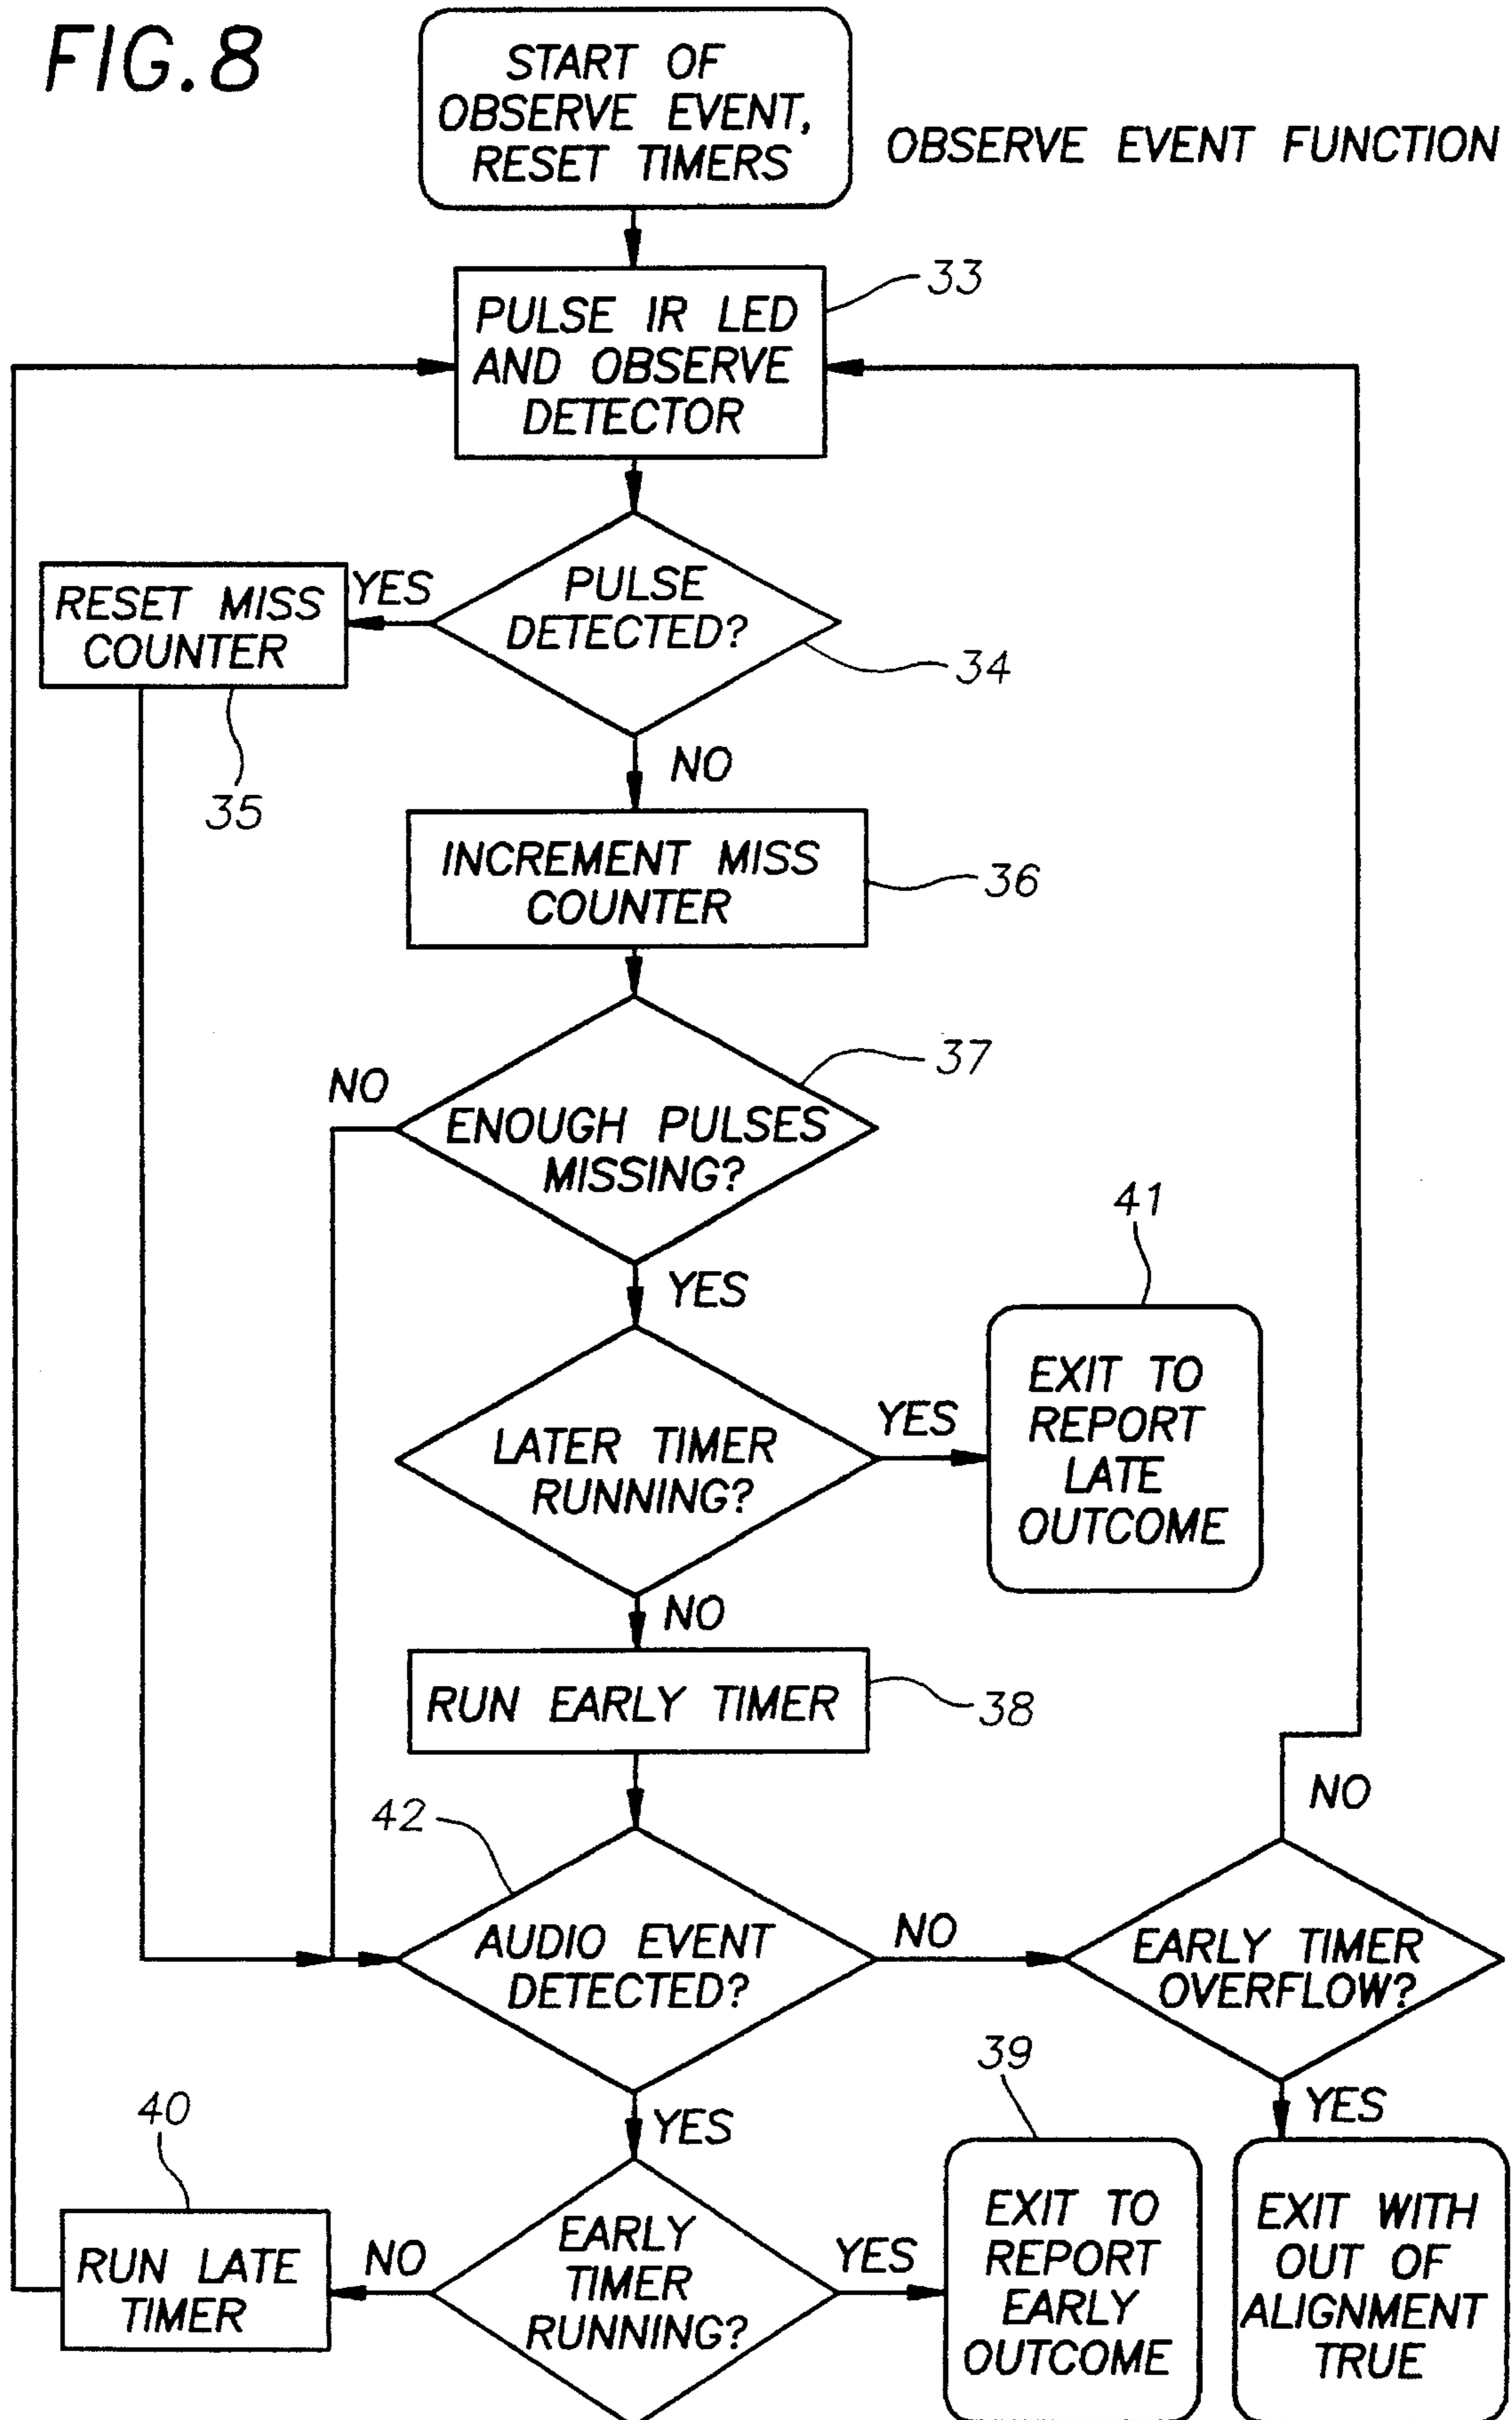 FIG.8
START OF
OBSERVE EVENT,
RESET TIMERS
OBSERVE EVENT FUNCTION
PULSE IR LED
AND OBSERVE
DETECTOR
33
PULSE
DETECTED?
34
YES
RESET MISS
COUNTER
35
NO
INCREMENT MISS
COUNTER
36
ENOUGH PULSES
MISSING?
37
NO
YES
LATER TIMER
RUNNING?
YES
41
EXIT TO
REPORT
LATE
OUTCOME
NO
RUN EARLY TIMER
38
42
AUDIO EVENT
DETECTED?
NO
EARLY TIMER
OVERFLOW?
NO
YES
EXIT WITH
OUT OF
ALIGNMENT
TRUE
YES
EARLY
TIMER
RUNNING?
YES
39
EXIT TO
REPORT
EARLY
OUTCOME
NO
40
RUN LATE
TIMER